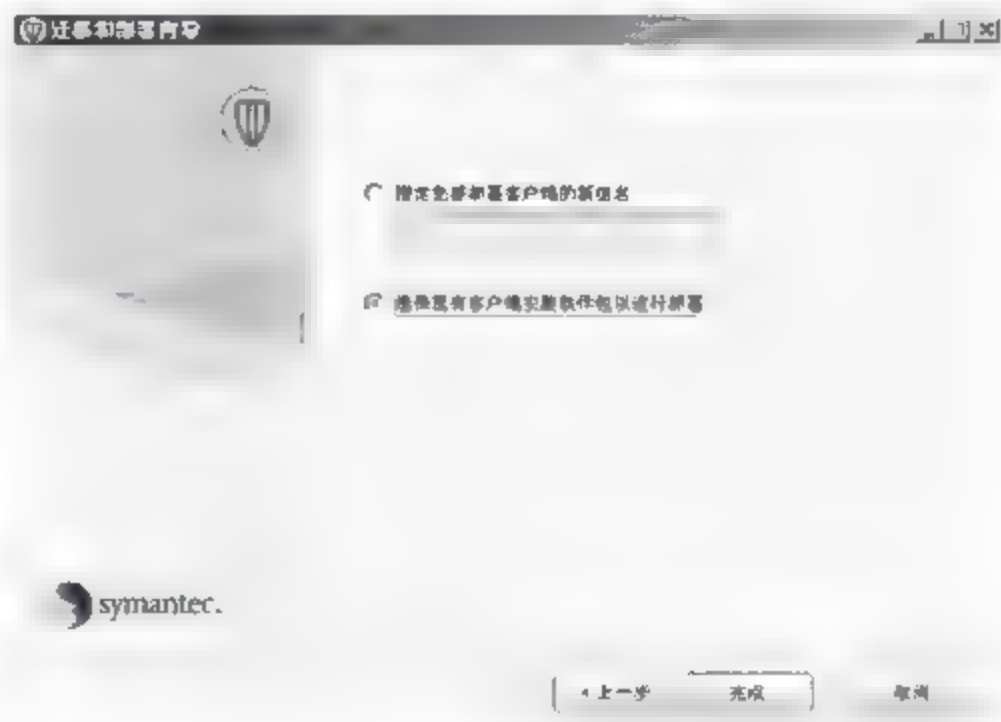 迁移和部署向导
指定您要部署客户端的新组名
选择现有客户端安装软件包以进行部署
symantec.
上一步
完成
取消